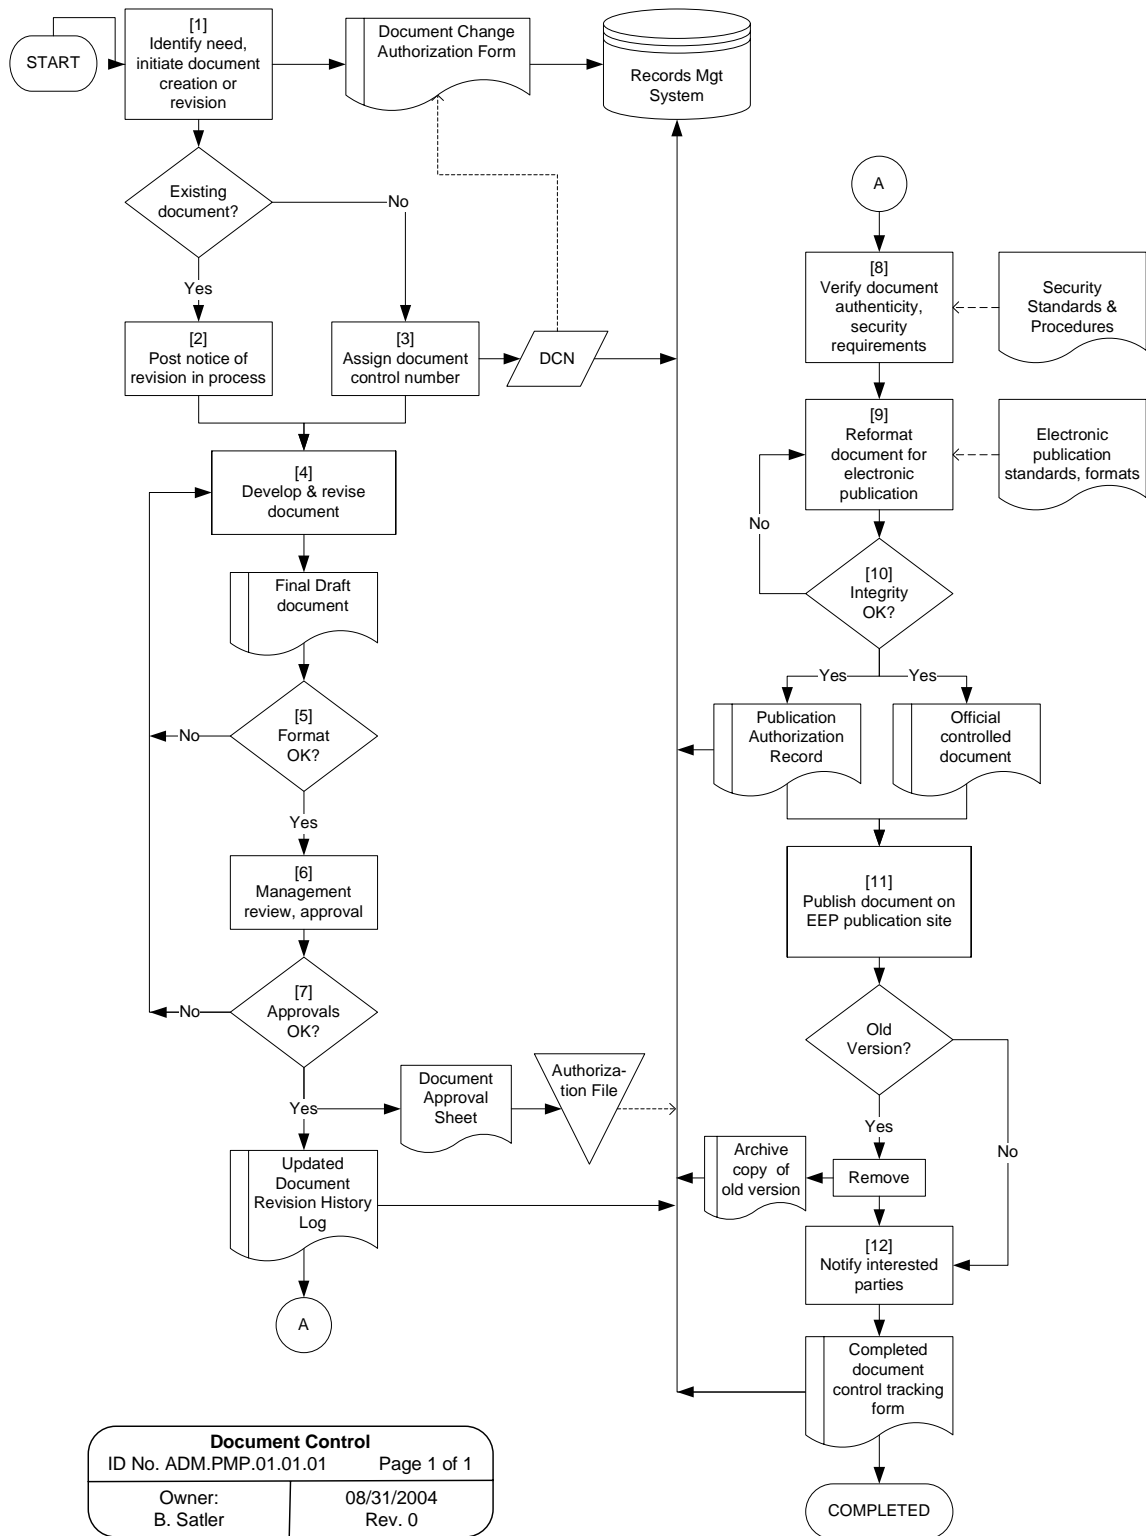 START
[1]
Identify need,
initiate document
creation or
revision
Document Change
Authorization Form
Records Mgt
System
Existing
document?
No
Yes
[2]
Post notice of
revision in process
[3]
Assign document
control number
DCN
[4]
Develop & revise
document
Final Draft
document
[5]
Format
OK?
No
Yes
[6]
Management
review, approval
[7]
Approvals
OK?
No
Yes
Document
Approval
Sheet
Authoriza-
tion File
Updated
Document
Revision History
Log
A
A
[8]
Verify document
authenticity,
security
requirements
Security
Standards &
Procedures
[9]
Reformat
document for
electronic
publication
Electronic
publication
standards, formats
No
[10]
Integrity
OK?
Yes
Yes
Publication
Authorization
Record
Official
controlled
document
[11]
Publish document on
EEP publication site
Old
Version?
Yes
No
Archive
copy of
old version
Remove
[12]
Notify interested
parties
Completed
document
control tracking
form
COMPLETED
Document Control
ID No. ADM.PMP.01.01.01 Page 1 of 1
Owner:
B. Satler
08/31/2004
Rev. 0